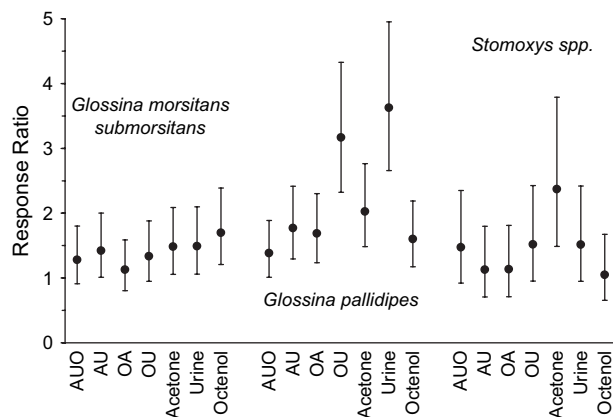 Response Ratio
5
4
3
2
1
0
Glossina morsitans
submorsitans
Glossina pallidipes
Stomoxys spp.
AUO
AU
OA
OU
Acetone
Urine
Octenol
AUO
AU
OA
OU
Acetone
Urine
Octenol
AUO
AU
OA
OU
Acetone
Urine
Octenol